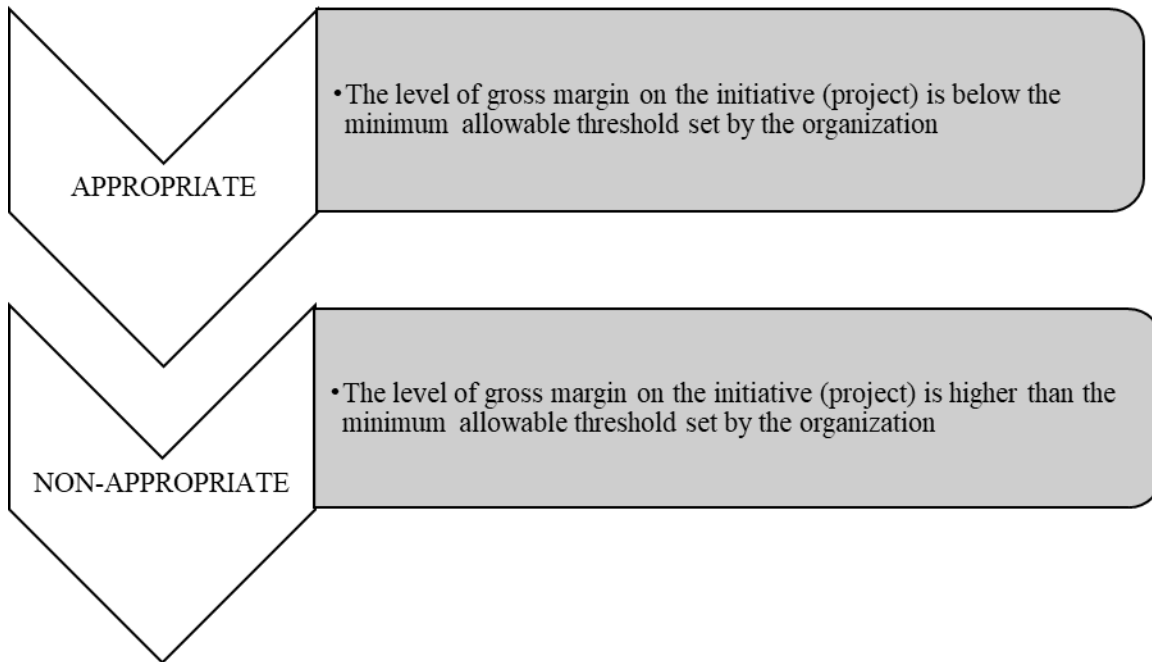 • The level of gross margin on the initiative (project) is below the
minimum allowable threshold set by the organization
APPROPRIATE
• The level of gross margin on the initiative (project) is higher than the
minimum allowable threshold set by the organization
NON-APPROPRIATE